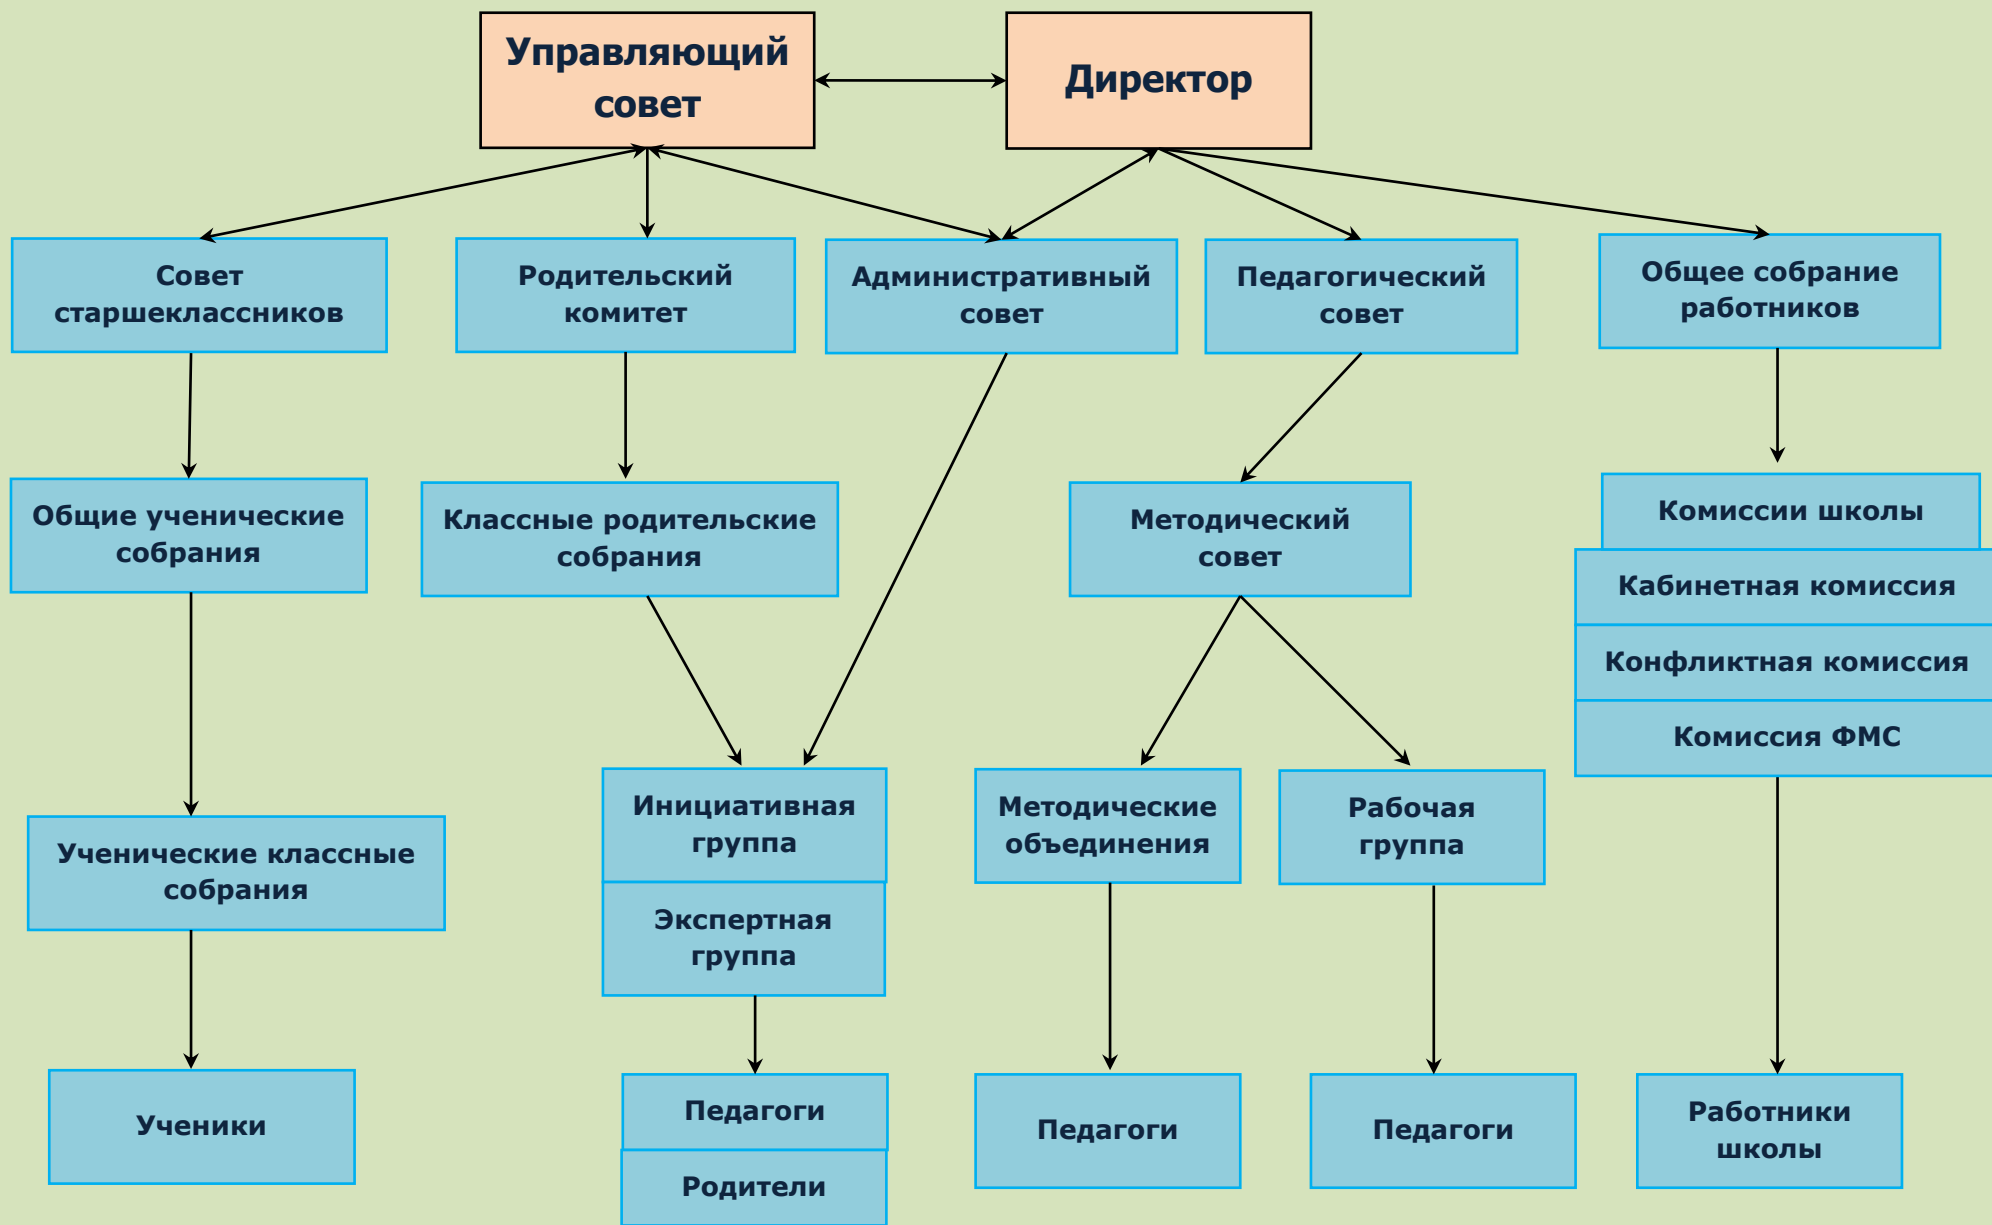 Управляющий
совет
Директор
Совет
старшеклассников
Родительский
комитет
Административный
совет
Педагогический
совет
Общее собрание
работников
Общие ученические
собрания
Классные родительские
собрания
Методический
совет
Комиссии школы
Кабинетная комиссия
Конфликтная комиссия
Комиссия ФМС
Ученические классные
собрания
Инициативная
группа
Экспертная
группа
Методические
объединения
Рабочая
группа
Ученики
Педагоги
Родители
Педагоги
Педагоги
Работники
школы